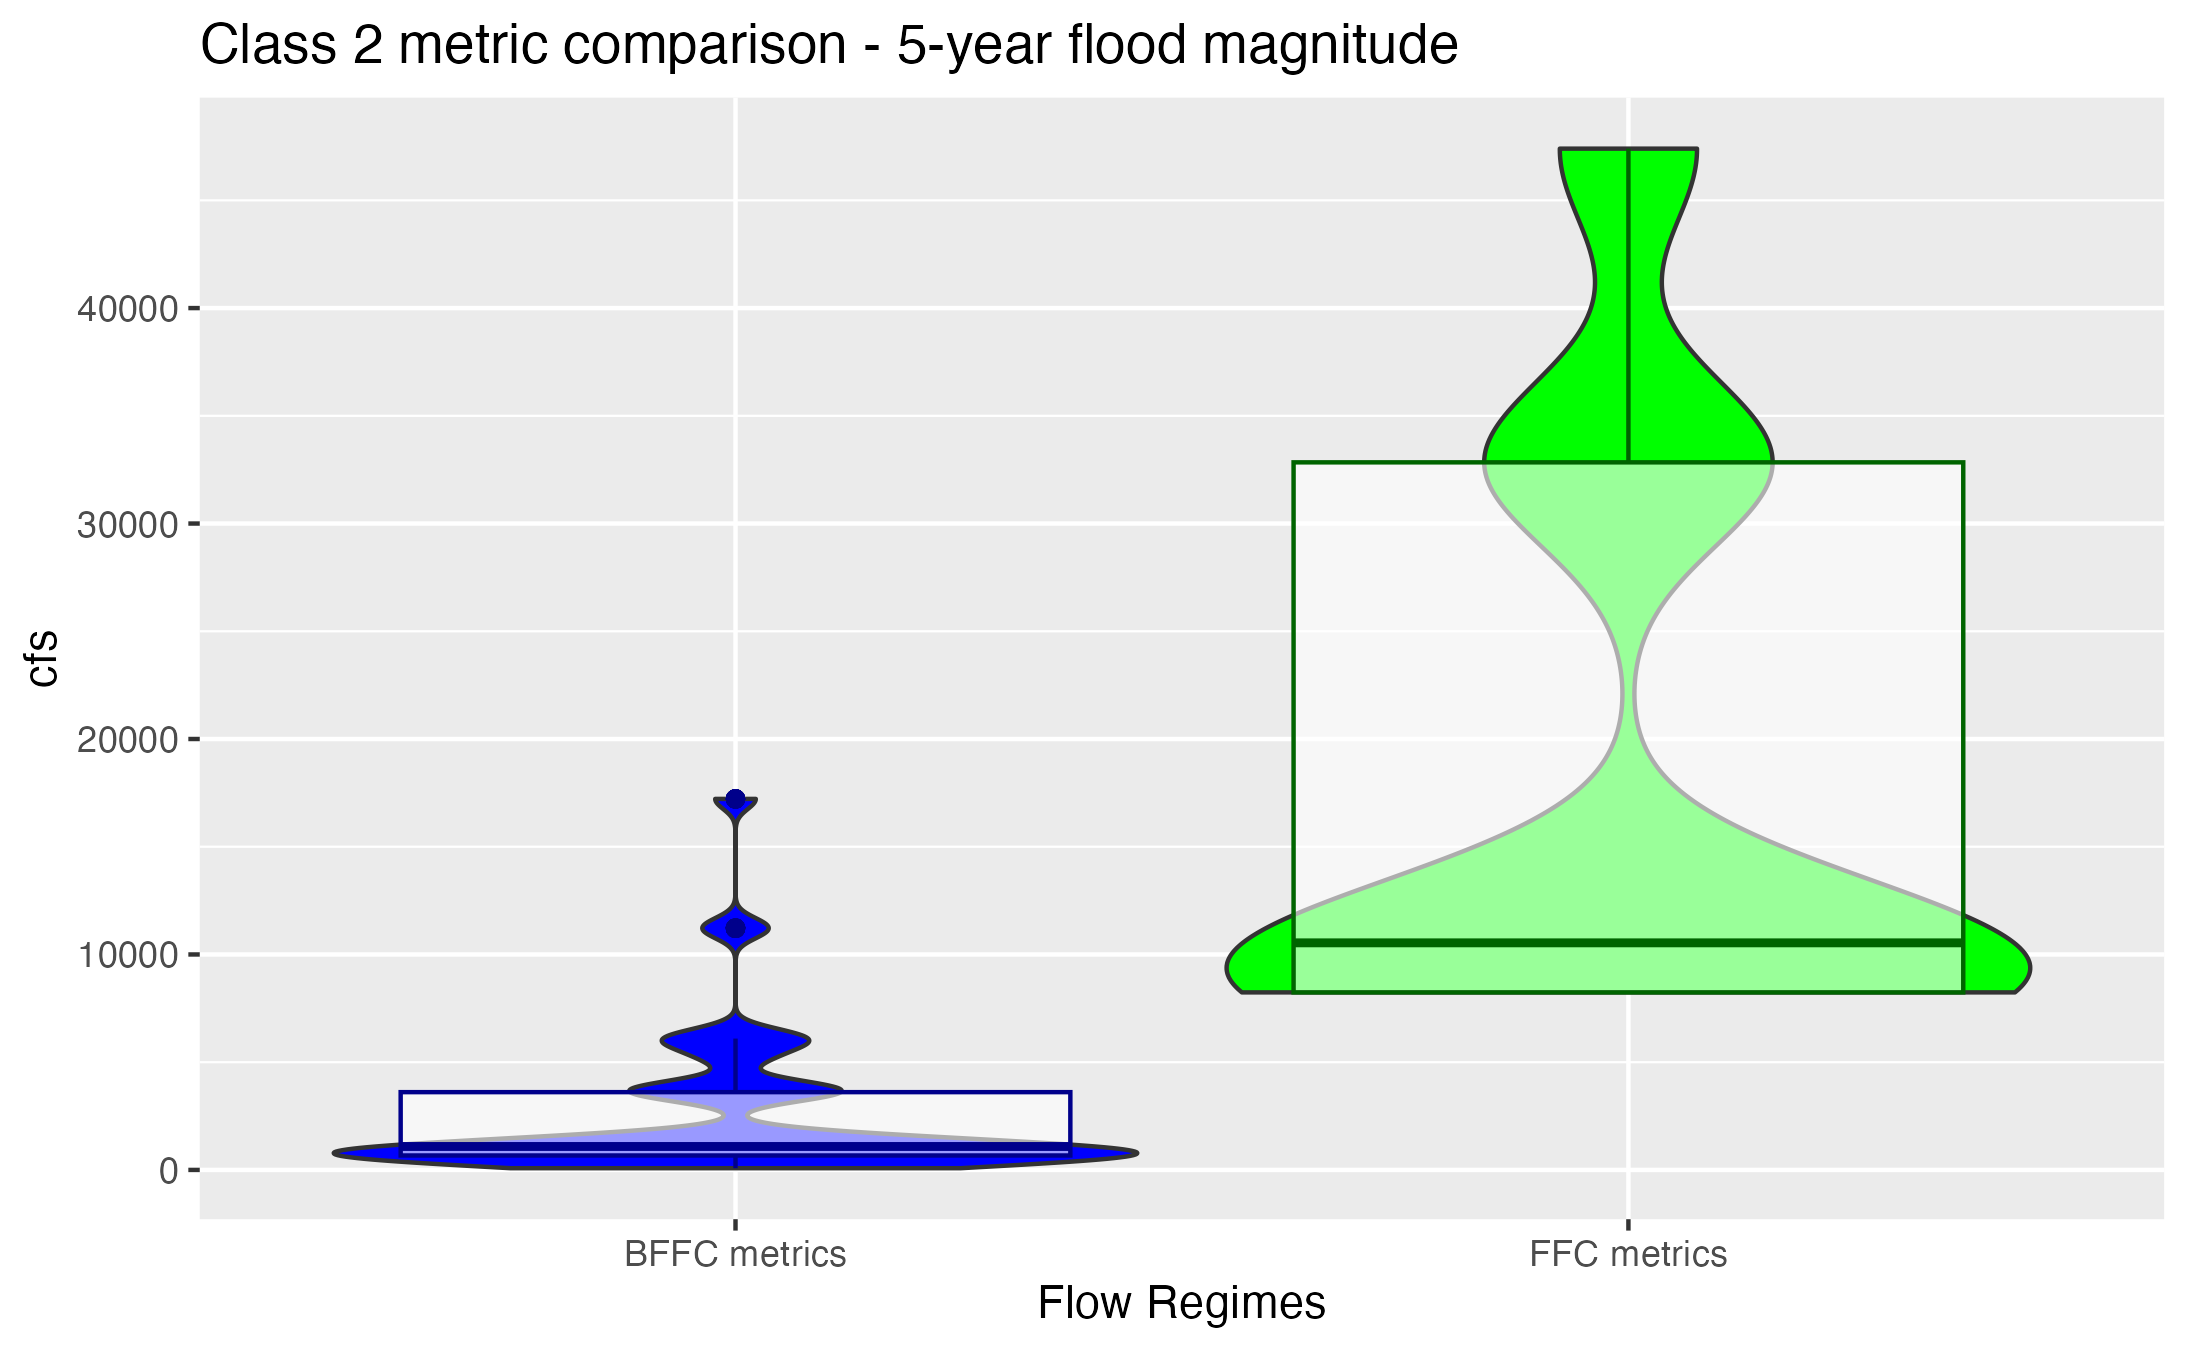 Class 2 metric comparison - 5-year flood magnitude
cfs
40000
30000
20000
10000
0
BFFC metrics
FFC metrics
Flow Regimes